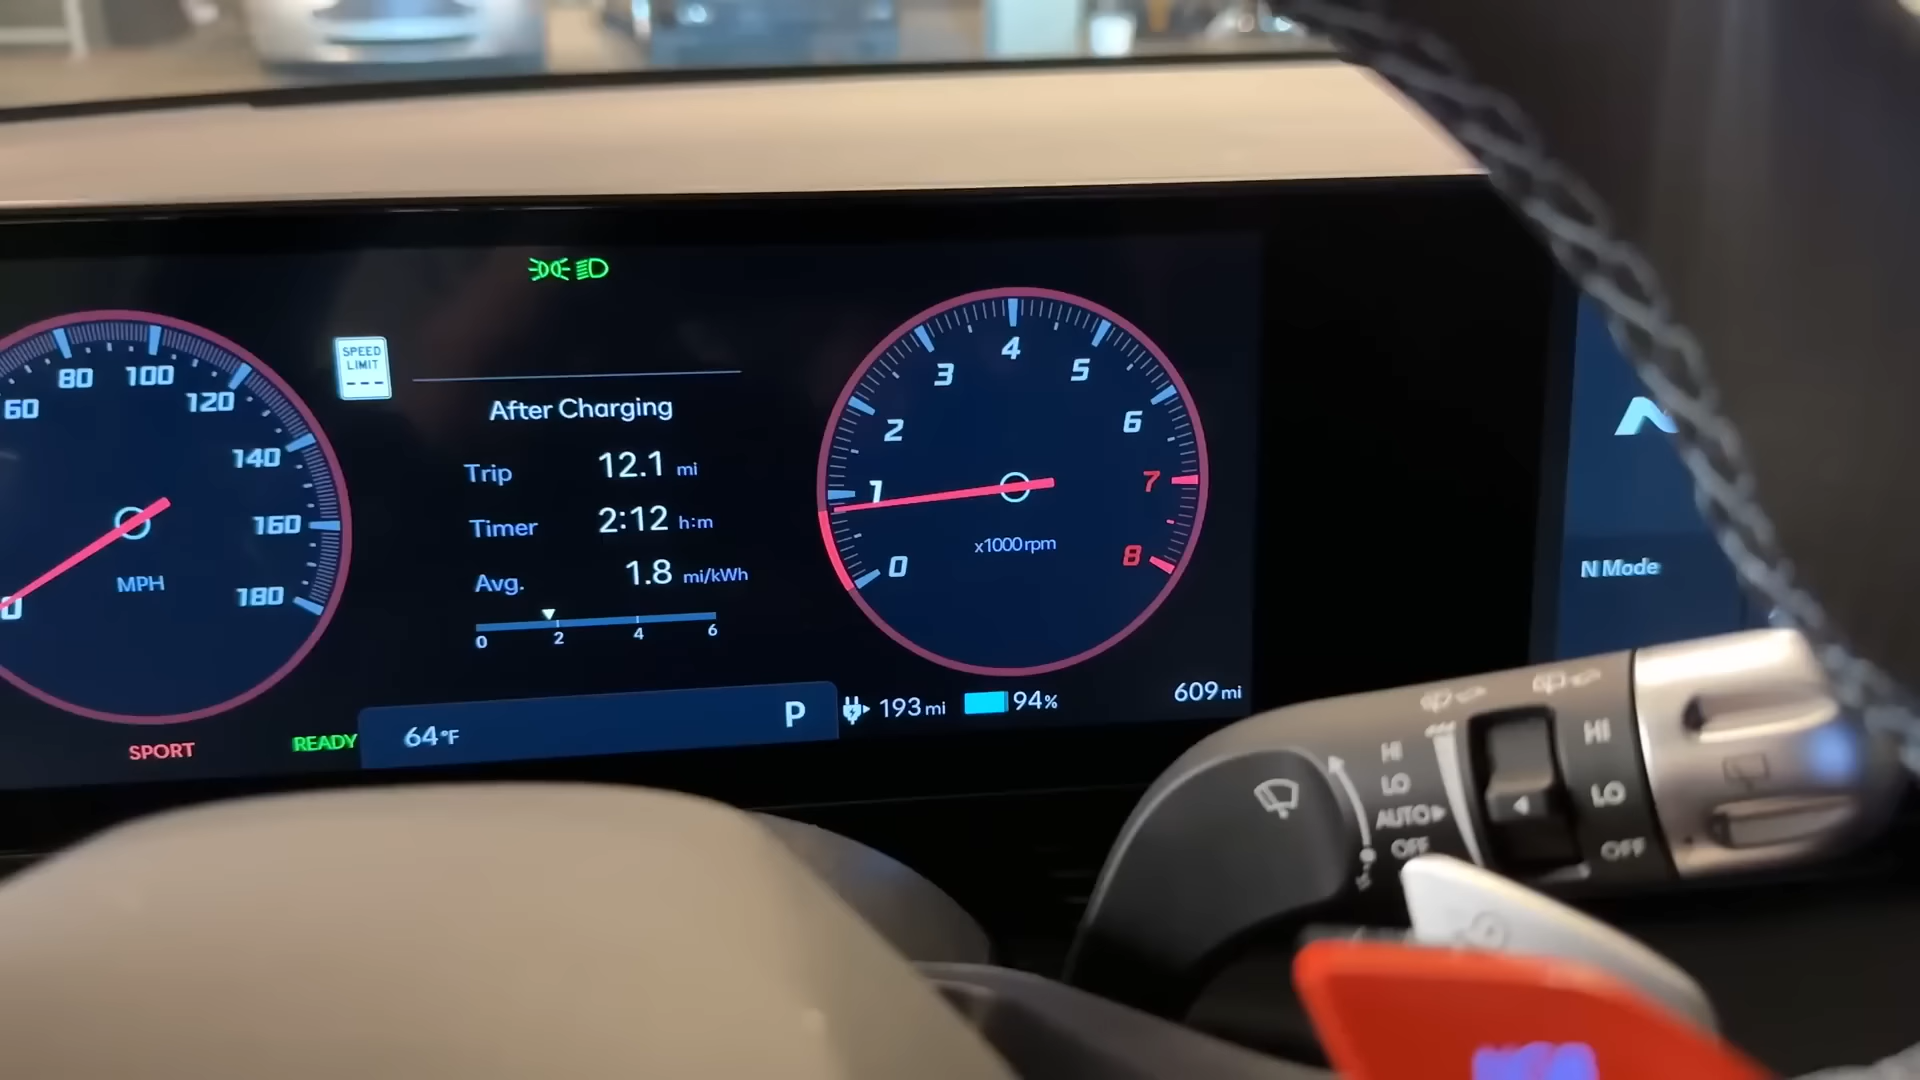 60 80 100 120 140 160 180
0
MPH
SPORT
READY
SPEED
LIMIT
---
After Charging
Trip 12.1 mi
Timer 2:12 h:m
Avg. 1.8 mi/kWh
0 2 4 6
64°F
P
0 1 2 3 4 5 6 7 8
x1000rpm
193 mi
94%
609 mi
N Mode
HI
LO
AUTO
OFF
HI
LO
OFF